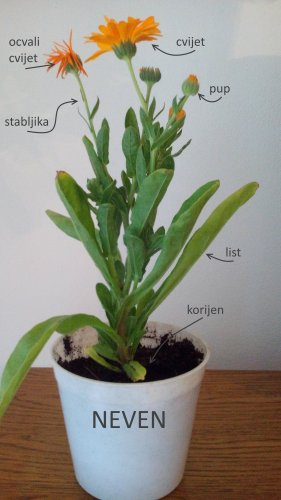 ocvali
cvijet
cvijet
pup
stabljika
list
korijen
NEVEN